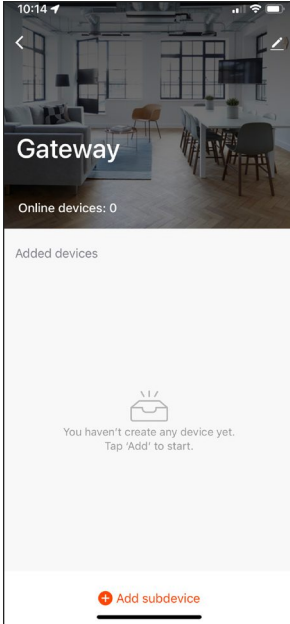 10:14
Gateway
Online devices: 0
Added devices
You haven't create any device yet.
Tap 'Add' to start.
Add subdevice